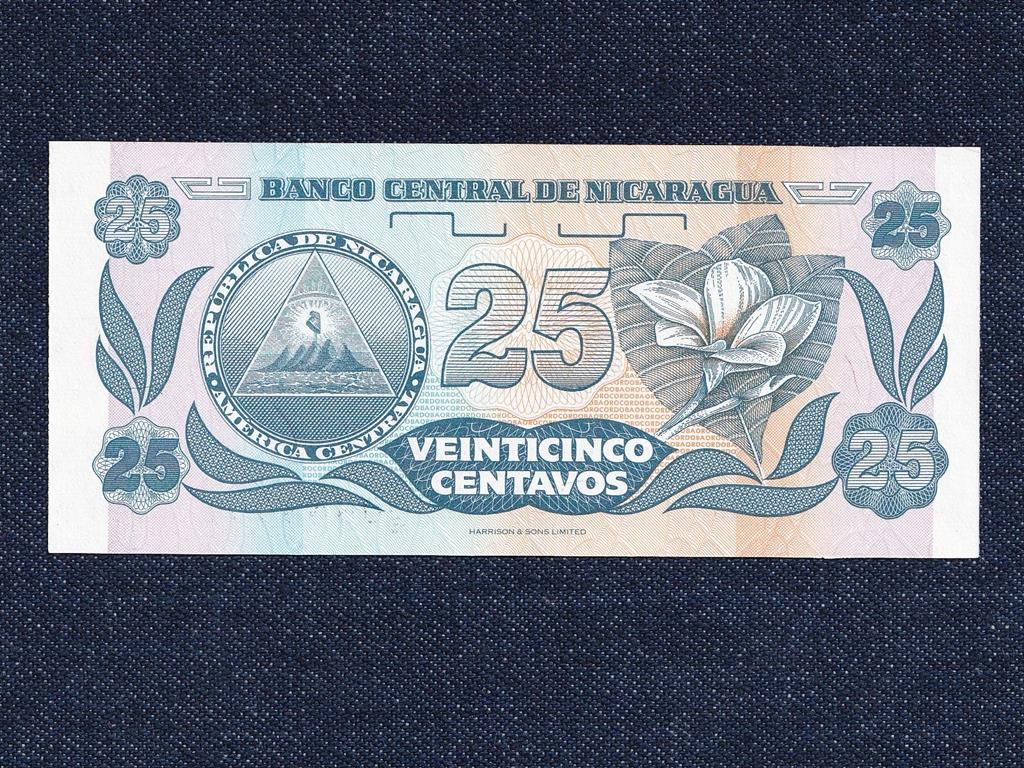 BANCO CENTRAL DE NICARAGUA
25
25
REPUBLICA DE NICARAGUA
AMERICA CENTRAL
25
OROCORDOBAOROCORDOBAOROCORDOBA
VEINTICINCO
CENTAVOS
25
25
HARRISON & SONS LIMITED